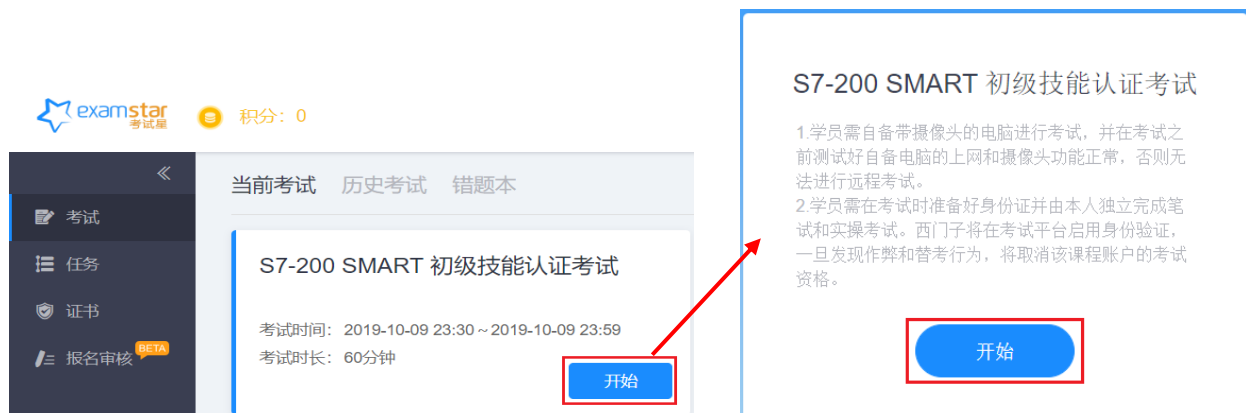 examstar
考试星
积分：0
考试
任务
证书
报名审核 BETA
当前考试 历史考试 错题本
S7-200 SMART 初级技能认证考试
考试时间： 2019-10-09 23:30 ~ 2019-10-09 23:59
考试时长： 60分钟
开始
S7-200 SMART 初级技能认证考试
1.学员需自备带摄像头的电脑进行考试，并在考试之
前测试好自备电脑的上网和摄像头功能正常，否则无
法进行远程考试。
2.学员需在考试时准备好身份证并由本人独立完成笔
试和实操考试。西门子将在考试平台启用身份验证，
一旦发现作弊和替考行为，将取消该课程账户的考试
资格。
开始